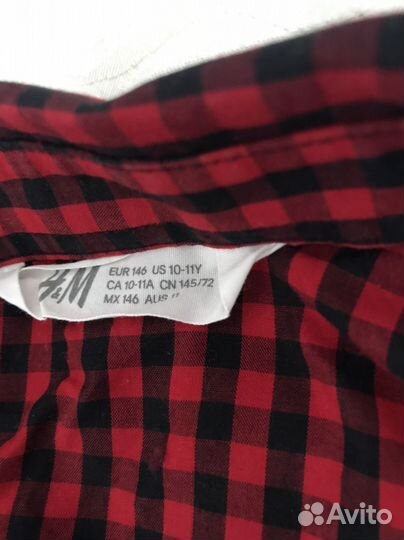 H&M
EUR 146 US 10-11Y
CA 10-11A CN 145/72
MX 146 AUS
Avito